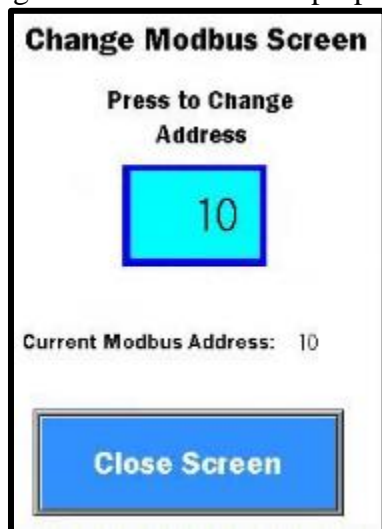 Change Modbus Screen
Press to Change
Address
10
Current Modbus Address: 10
Close Screen